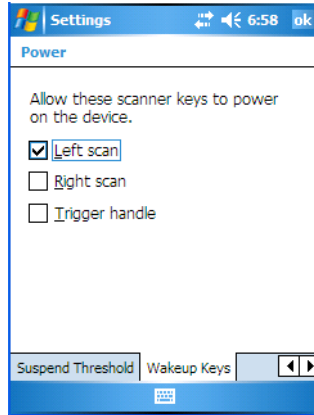 Settings 6:58 ok
Power
Allow these scanner keys to power
on the device.
Left scan
Right scan
Trigger handle
Suspend Threshold Wakeup Keys